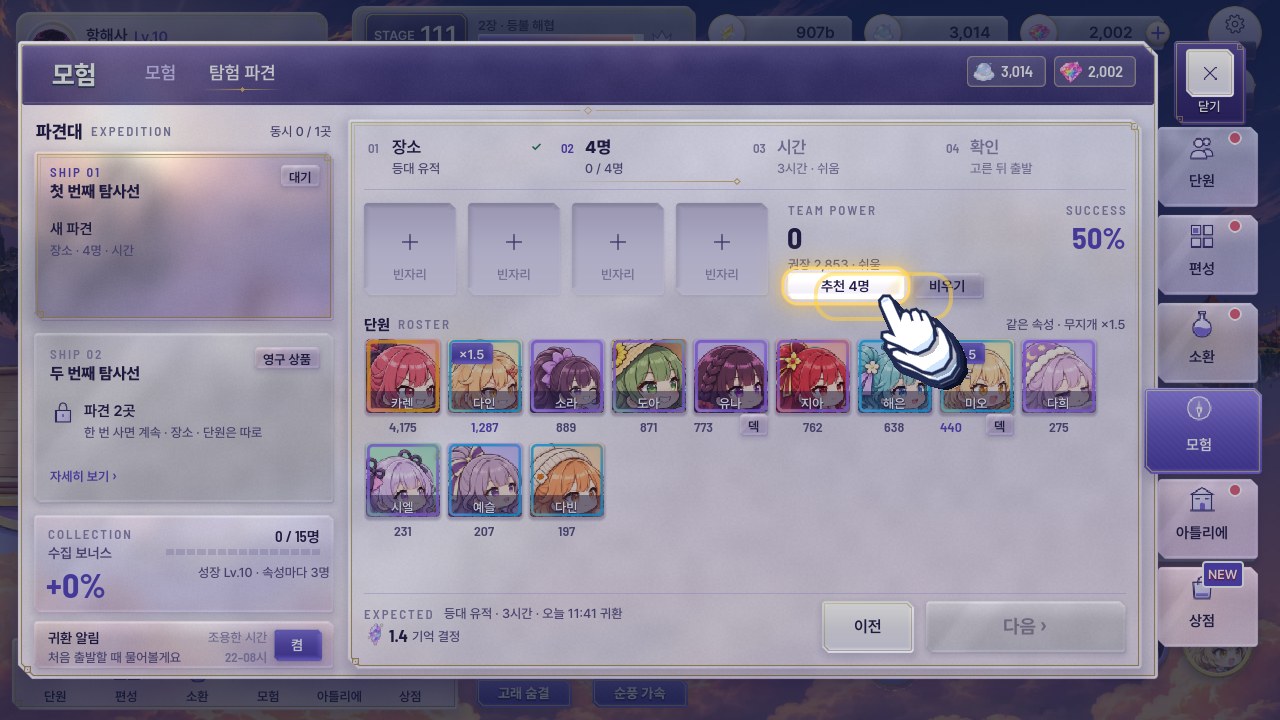 항해사 Lv.10
STAGE 111
2장 · 등불 해협
907b
3,014
2,002
모험
모험
탐험 파견
3,014
2,002
닫기
파견대 EXPEDITION
동시 0 / 1곳
SHIP 01
대기
첫 번째 탐사선
새 파견
장소 · 4명 · 시간
SHIP 02
영구 상품
두 번째 탐사선
파견 2곳
한 번 사면 계속 · 장소 · 단원은 따로
자세히 보기 ›
COLLECTION
0 / 15명
수집 보너스
+0%
성장 Lv.10 · 속성마다 3명
귀환 알림
조용한 시간
처음 출발할 때 물어볼게요
22-08시
켬
01 장소
등대 유적
02 4명
0 / 4명
03 시간
3시간 · 쉬움
04 확인
고른 뒤 출발
빈자리
빈자리
빈자리
빈자리
TEAM POWER
SUCCESS
0
50%
권장 2,853 · 쉬움
추천 4명
비우기
단원 ROSTER
같은 속성 · 무지개 ×1.5
×1.5
카렌 다인 소라 도아 유나 지아 해은 미오 다희
4,175 1,287 889 871 773 덱 762 638 440 덱 275
시엘 예슬 다빈
231 207 197
EXPECTED 등대 유적 · 3시간 · 오늘 11:41 귀환
1.4 기억 결정
이전
다음 ›
단원
편성
소환
모험
아틀리에
NEW
상점
단원
편성
소환
모험
아틀리에
상점
고래 숨결
순풍 가속